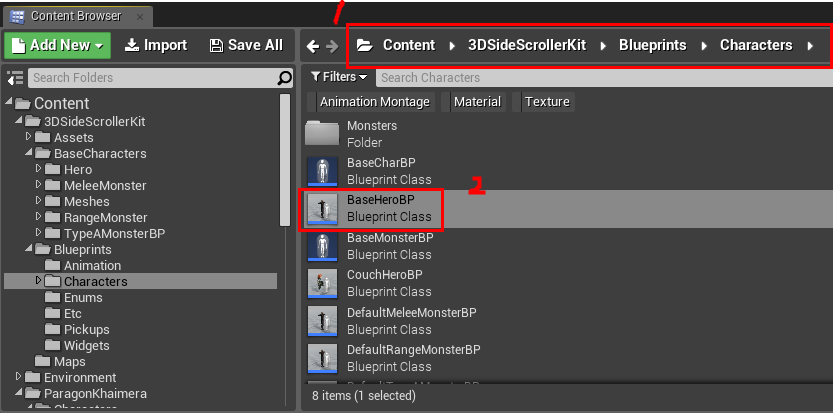 Content Browser
1
Add New
Import
Save All
Content
3DSideScrollerKit
Blueprints
Characters
Search Folders
Filters
Search Characters
Animation Montage
Material
Texture
Content
3DSideScrollerKit
Assets
BaseCharacters
Hero
MeleeMonster
Meshes
RangeMonster
TypeAMonsterBP
Blueprints
Animation
Characters
Enums
Etc
Pickups
Widgets
Maps
Environment
ParagonKhaimera
Characters
Monsters
Folder
BaseCharBP
Blueprint Class
2
BaseHeroBP
Blueprint Class
BaseMonsterBP
Blueprint Class
CouchHeroBP
Blueprint Class
DefaultMeleeMonsterBP
Blueprint Class
DefaultRangeMonsterBP
Blueprint Class
8 items (1 selected)